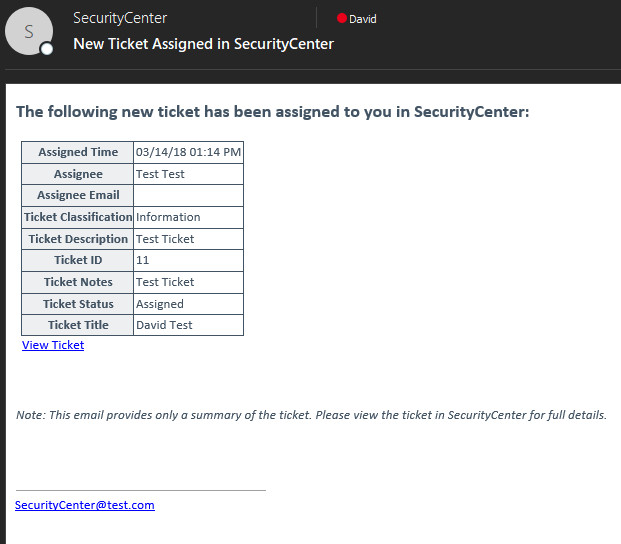 S
SecurityCenter
David
New Ticket Assigned in SecurityCenter
The following new ticket has been assigned to you in SecurityCenter:
Assigned Time 03/14/18 01:14 PM
Assignee Test Test
Assignee Email
Ticket Classification Information
Ticket Description Test Ticket
Ticket ID 11
Ticket Notes Test Ticket
Ticket Status Assigned
Ticket Title David Test
View Ticket
Note: This email provides only a summary of the ticket. Please view the ticket in SecurityCenter for full details.
SecurityCenter@test.com